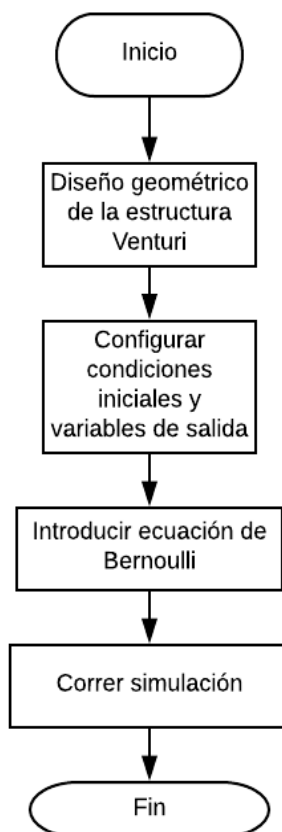 Inicio
Diseño geométrico
de la estructura
Venturi
Configurar
condiciones
iniciales y
variables de salida
Introducir ecuación de
Bernoulli
Correr simulación
Fin